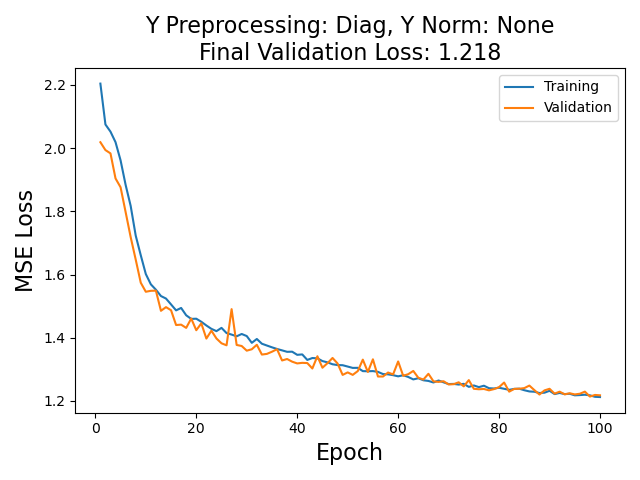 Y Preprocessing: Diag, Y Norm: None
Final Validation Loss: 1.218
Training
Validation
2.2
2.0
1.8
1.6
1.4
1.2
MSE Loss
0
20
40
60
80
100
Epoch